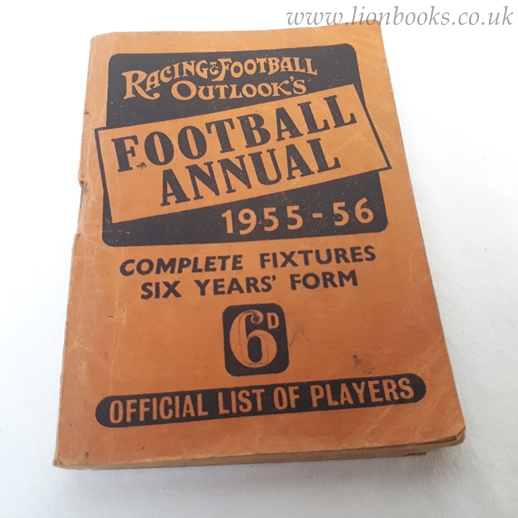 www.lionbooks.co.uk
RACING & FOOTBALL
OUTLOOK'S
FOOTBALL
ANNUAL
1955-56
COMPLETE FIXTURES
SIX YEARS' FORM
6D
OFFICIAL LIST OF PLAYERS